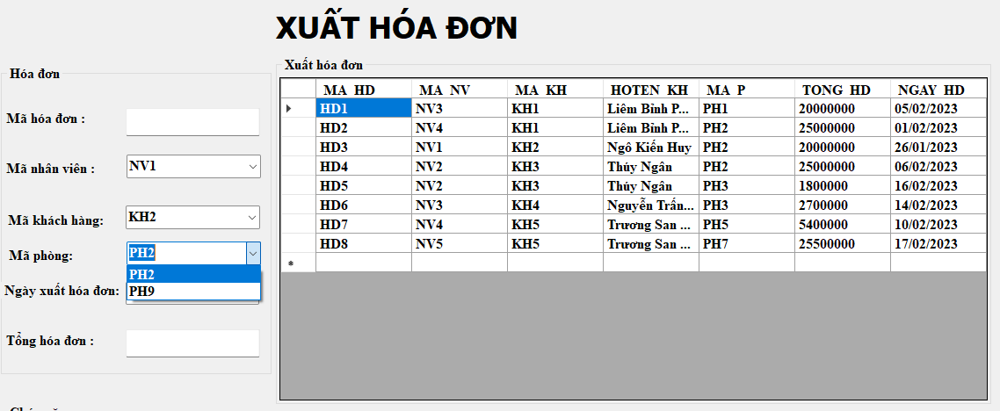 XUẤT HÓA ĐƠN
Hóa đơn
Mã hóa đơn :
Mã nhân viên : NV1
Mã khách hàng: KH2
Mã phòng: PH2
PH2
PH9
Ngày xuất hóa đơn:
Tổng hóa đơn :
Xuất hóa đơn
MA_HD MA_NV MA_KH HOTEN_KH MA_P TONG_HD NGAY_HD
HD1 NV3 KH1 Liêm Bỉnh P... PH1 20000000 05/02/2023
HD2 NV4 KH1 Liêm Bỉnh P... PH2 25000000 01/02/2023
HD3 NV1 KH2 Ngô Kiến Huy PH2 20000000 26/01/2023
HD4 NV2 KH3 Thúy Ngân PH2 25000000 06/02/2023
HD5 NV2 KH3 Thúy Ngân PH3 1800000 16/02/2023
HD6 NV3 KH4 Nguyễn Trấn... PH3 2700000 14/02/2023
HD7 NV4 KH5 Trương San ... PH5 5400000 10/02/2023
HD8 NV5 KH5 Trương San ... PH7 25500000 17/02/2023